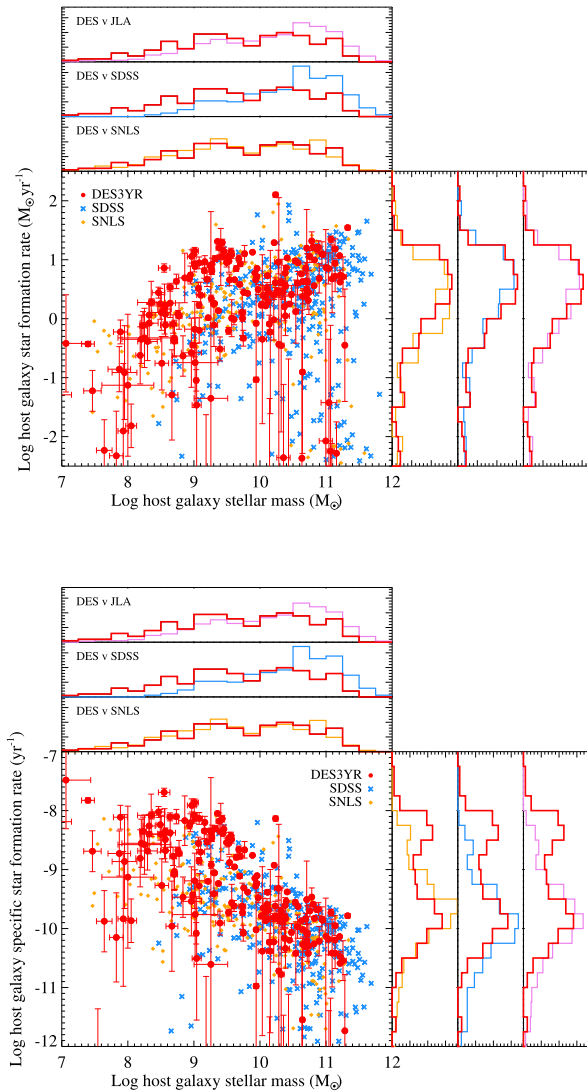 DES v JLA
DES v SDSS
DES v SNLS
2
1
0
-1
-2
Log host galaxy star formation rate (M⊙yr⁻¹)
DES3YR
SDSS
SNLS
7 8 9 10 11 12
Log host galaxy stellar mass (M⊙)
DES v JLA
DES v SDSS
DES v SNLS
-7
-8
-9
-10
-11
-12
Log host galaxy specific star formation rate (yr⁻¹)
DES3YR
SDSS
SNLS
7 8 9 10 11 12
Log host galaxy stellar mass (M⊙)